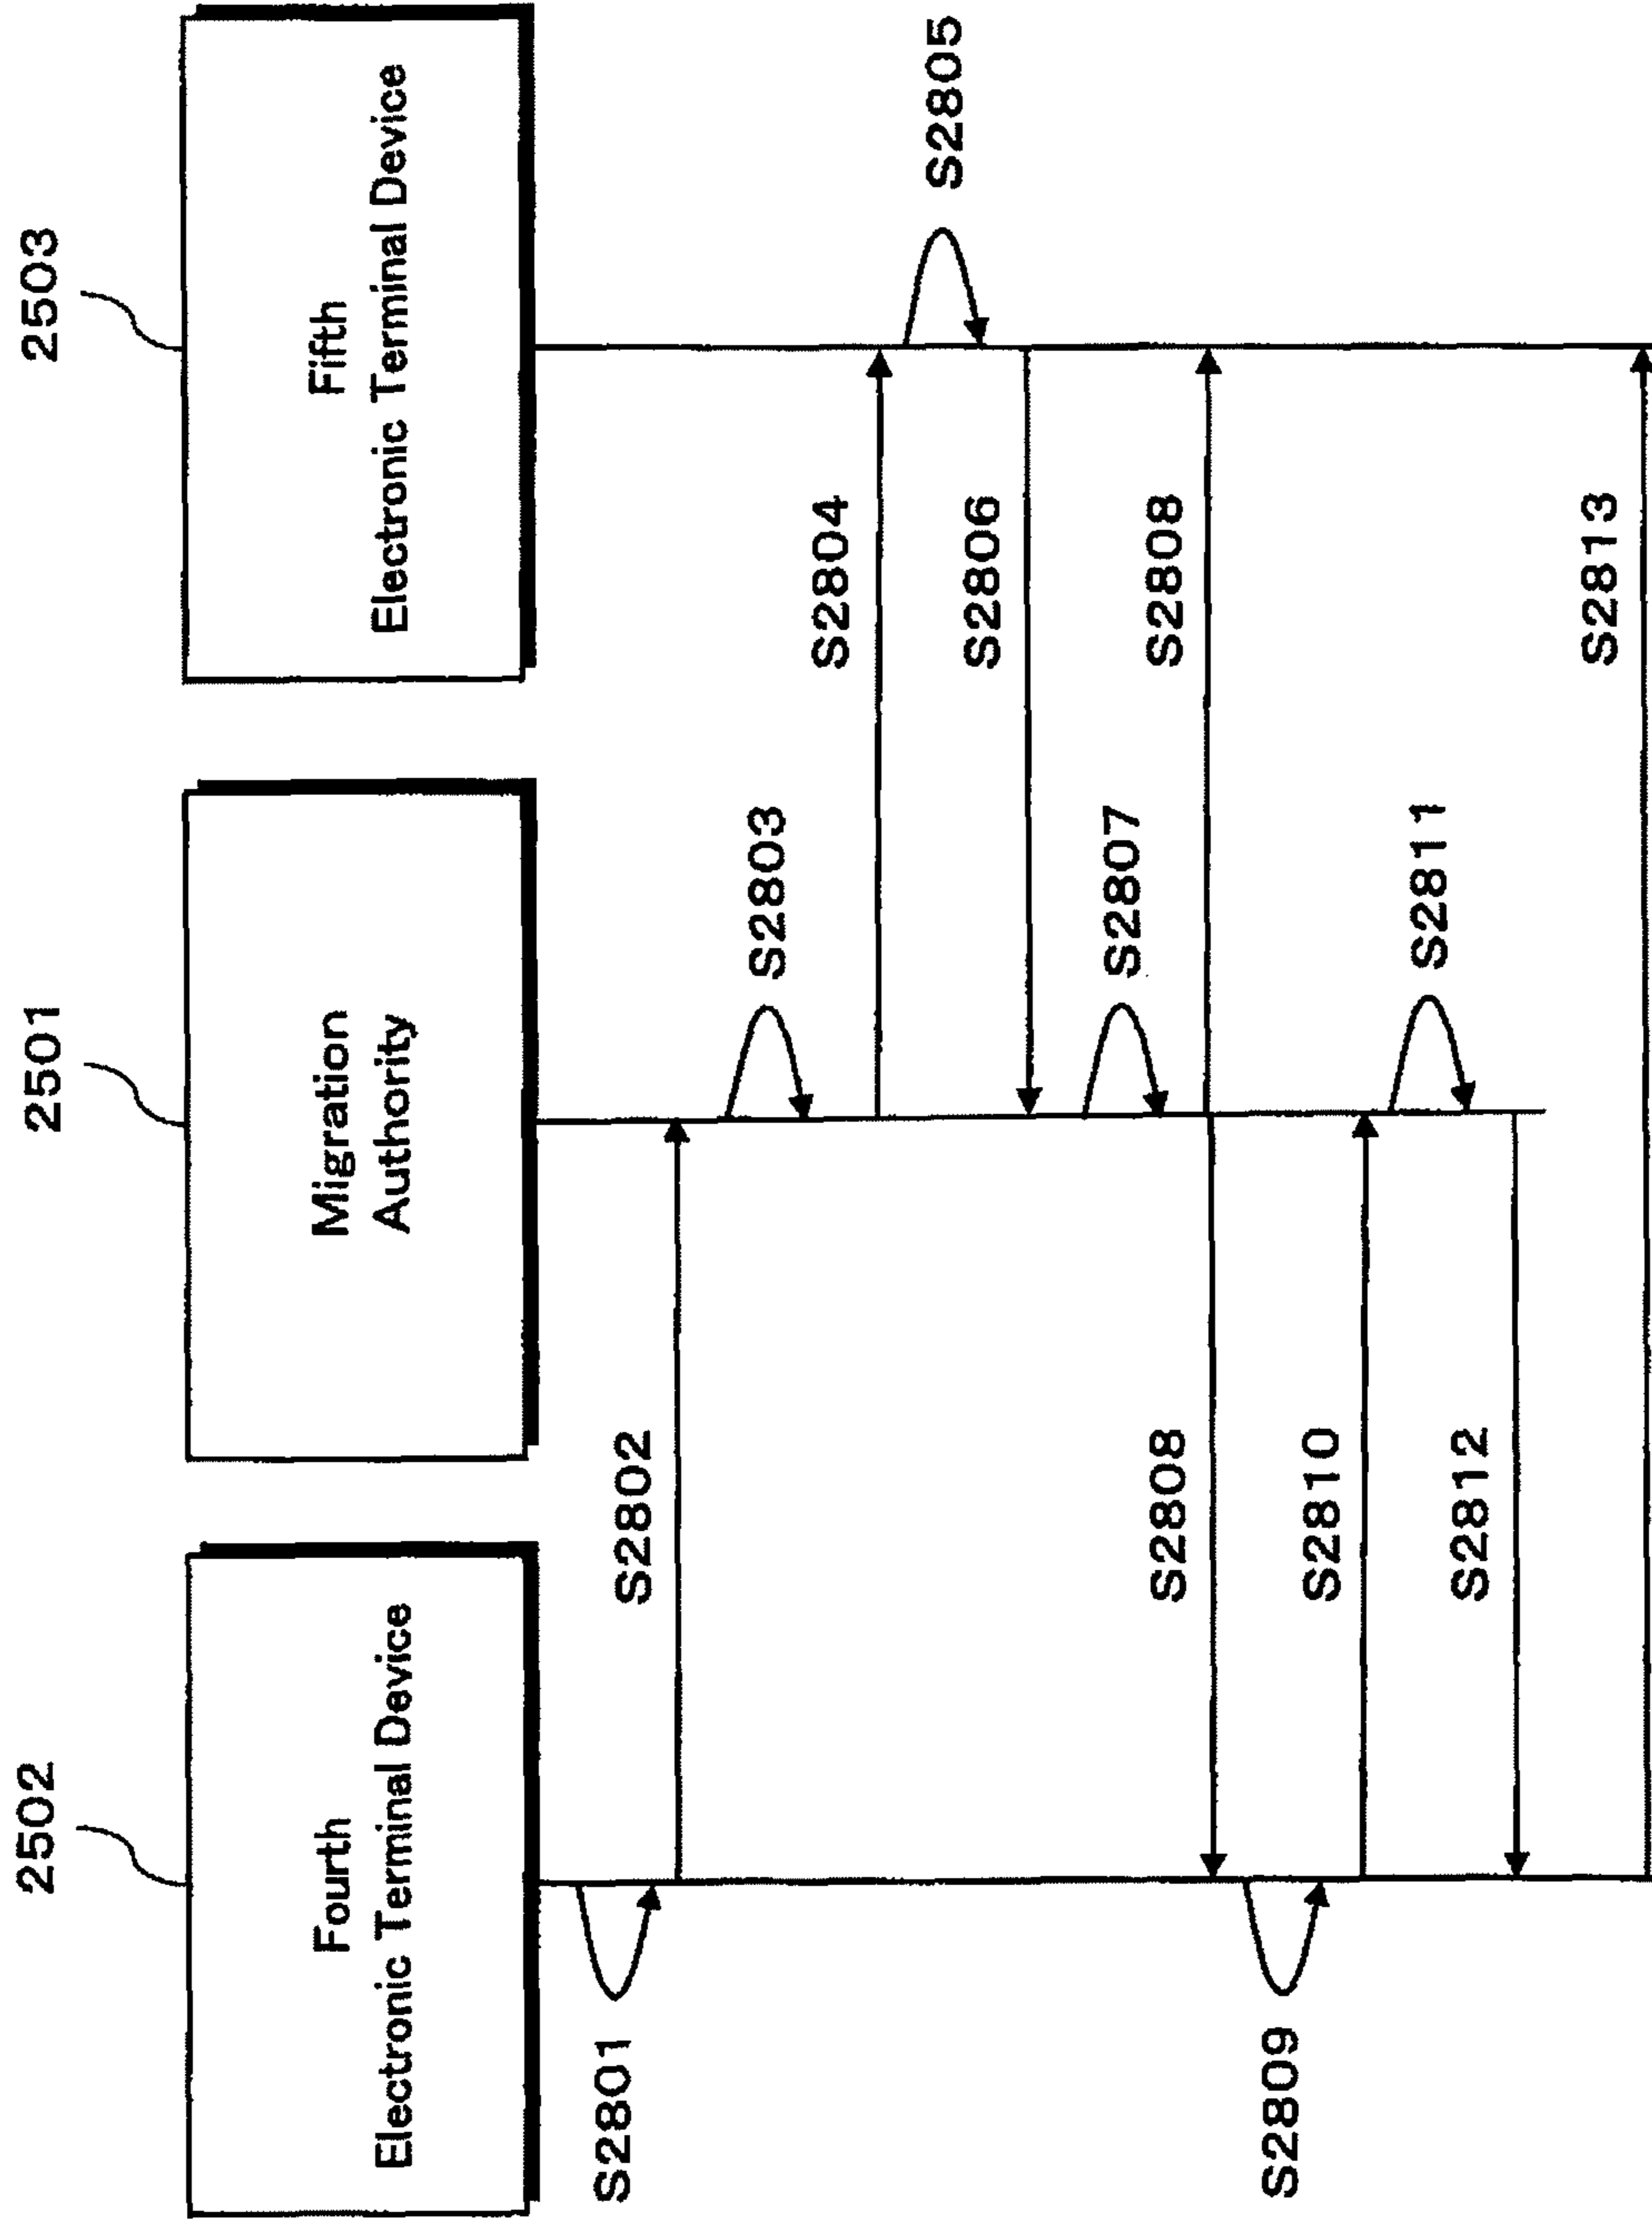 2502
2501
2503
Fourth
Electronic Terminal Device
Migration
Authority
Fifth
Electronic Terminal Device
S2801
S2802
S2803
S2804
S2805
S2806
S2807
S2808
S2808
S2809
S2810
S2811
S2812
S2813